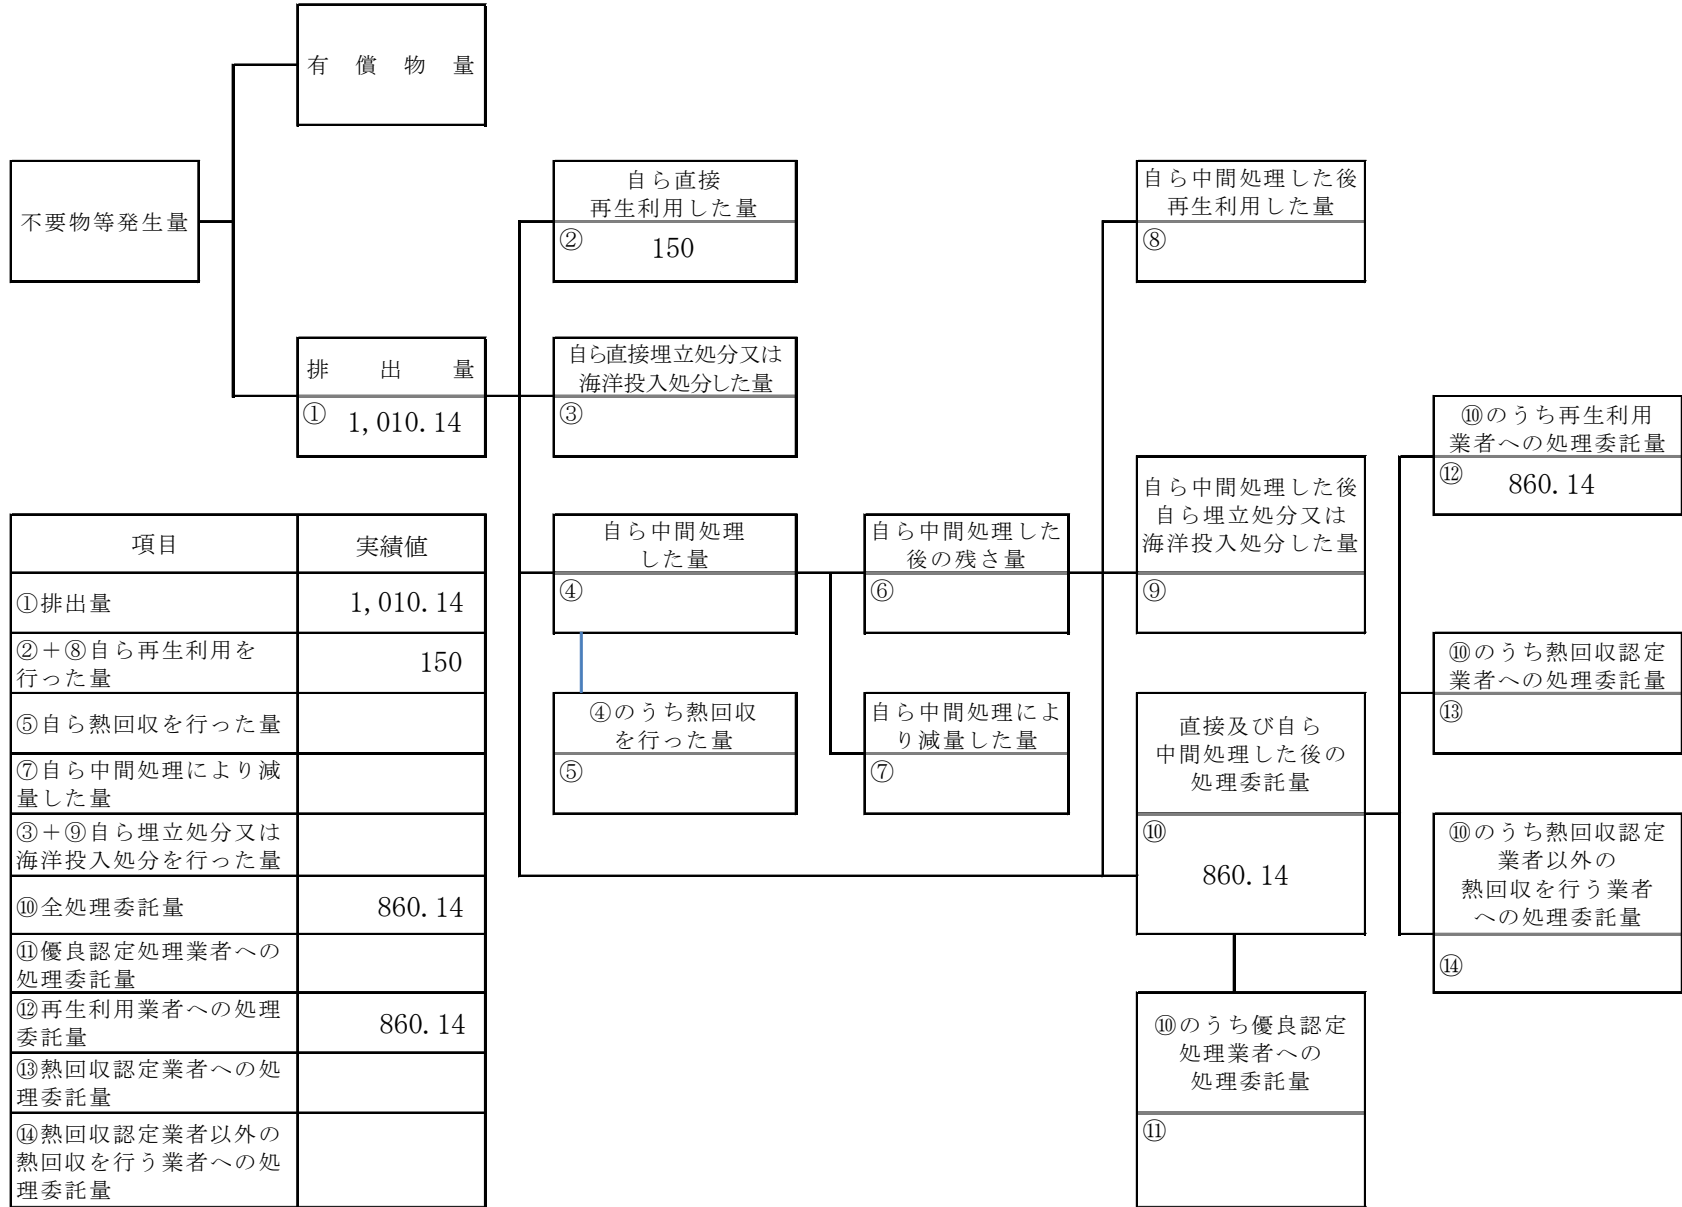 有償物量
不要物等発生量
排出量
① 1,010.14
自ら直接
再生利用した量
② 150
自ら直接埋立処分又は
海洋投入処分した量
③
自ら中間処理
した量
④
④のうち熱回収
を行った量
⑤
自ら中間処理した
後の残さ量
⑥
自ら中間処理によ
り減量した量
⑦
自ら中間処理した後
再生利用した量
⑧
自ら中間処理した後
自ら埋立処分又は
海洋投入処分した量
⑨
直接及び自ら
中間処理した後の
処理委託量
⑩
860.14
⑩のうち優良認定
処理業者への
処理委託量
⑪
⑩のうち再生利用
業者への処理委託量
⑫ 860.14
⑩のうち熱回収認定
業者への処理委託量
⑬
⑩のうち熱回収認定
業者以外の
熱回収を行う業者
への処理委託量
⑭
項目 実績値
①排出量 1,010.14
②＋⑧自ら再生利用を
行った量 150
⑤自ら熱回収を行った量
⑦自ら中間処理により減
量した量
③＋⑨自ら埋立処分又は
海洋投入処分を行った量
⑩全処理委託量 860.14
⑪優良認定処理業者への
処理委託量
⑫再生利用業者への処理
委託量 860.14
⑬熱回収認定業者への処
理委託量
⑭熱回収認定業者以外の
熱回収を行う業者への処
理委託量